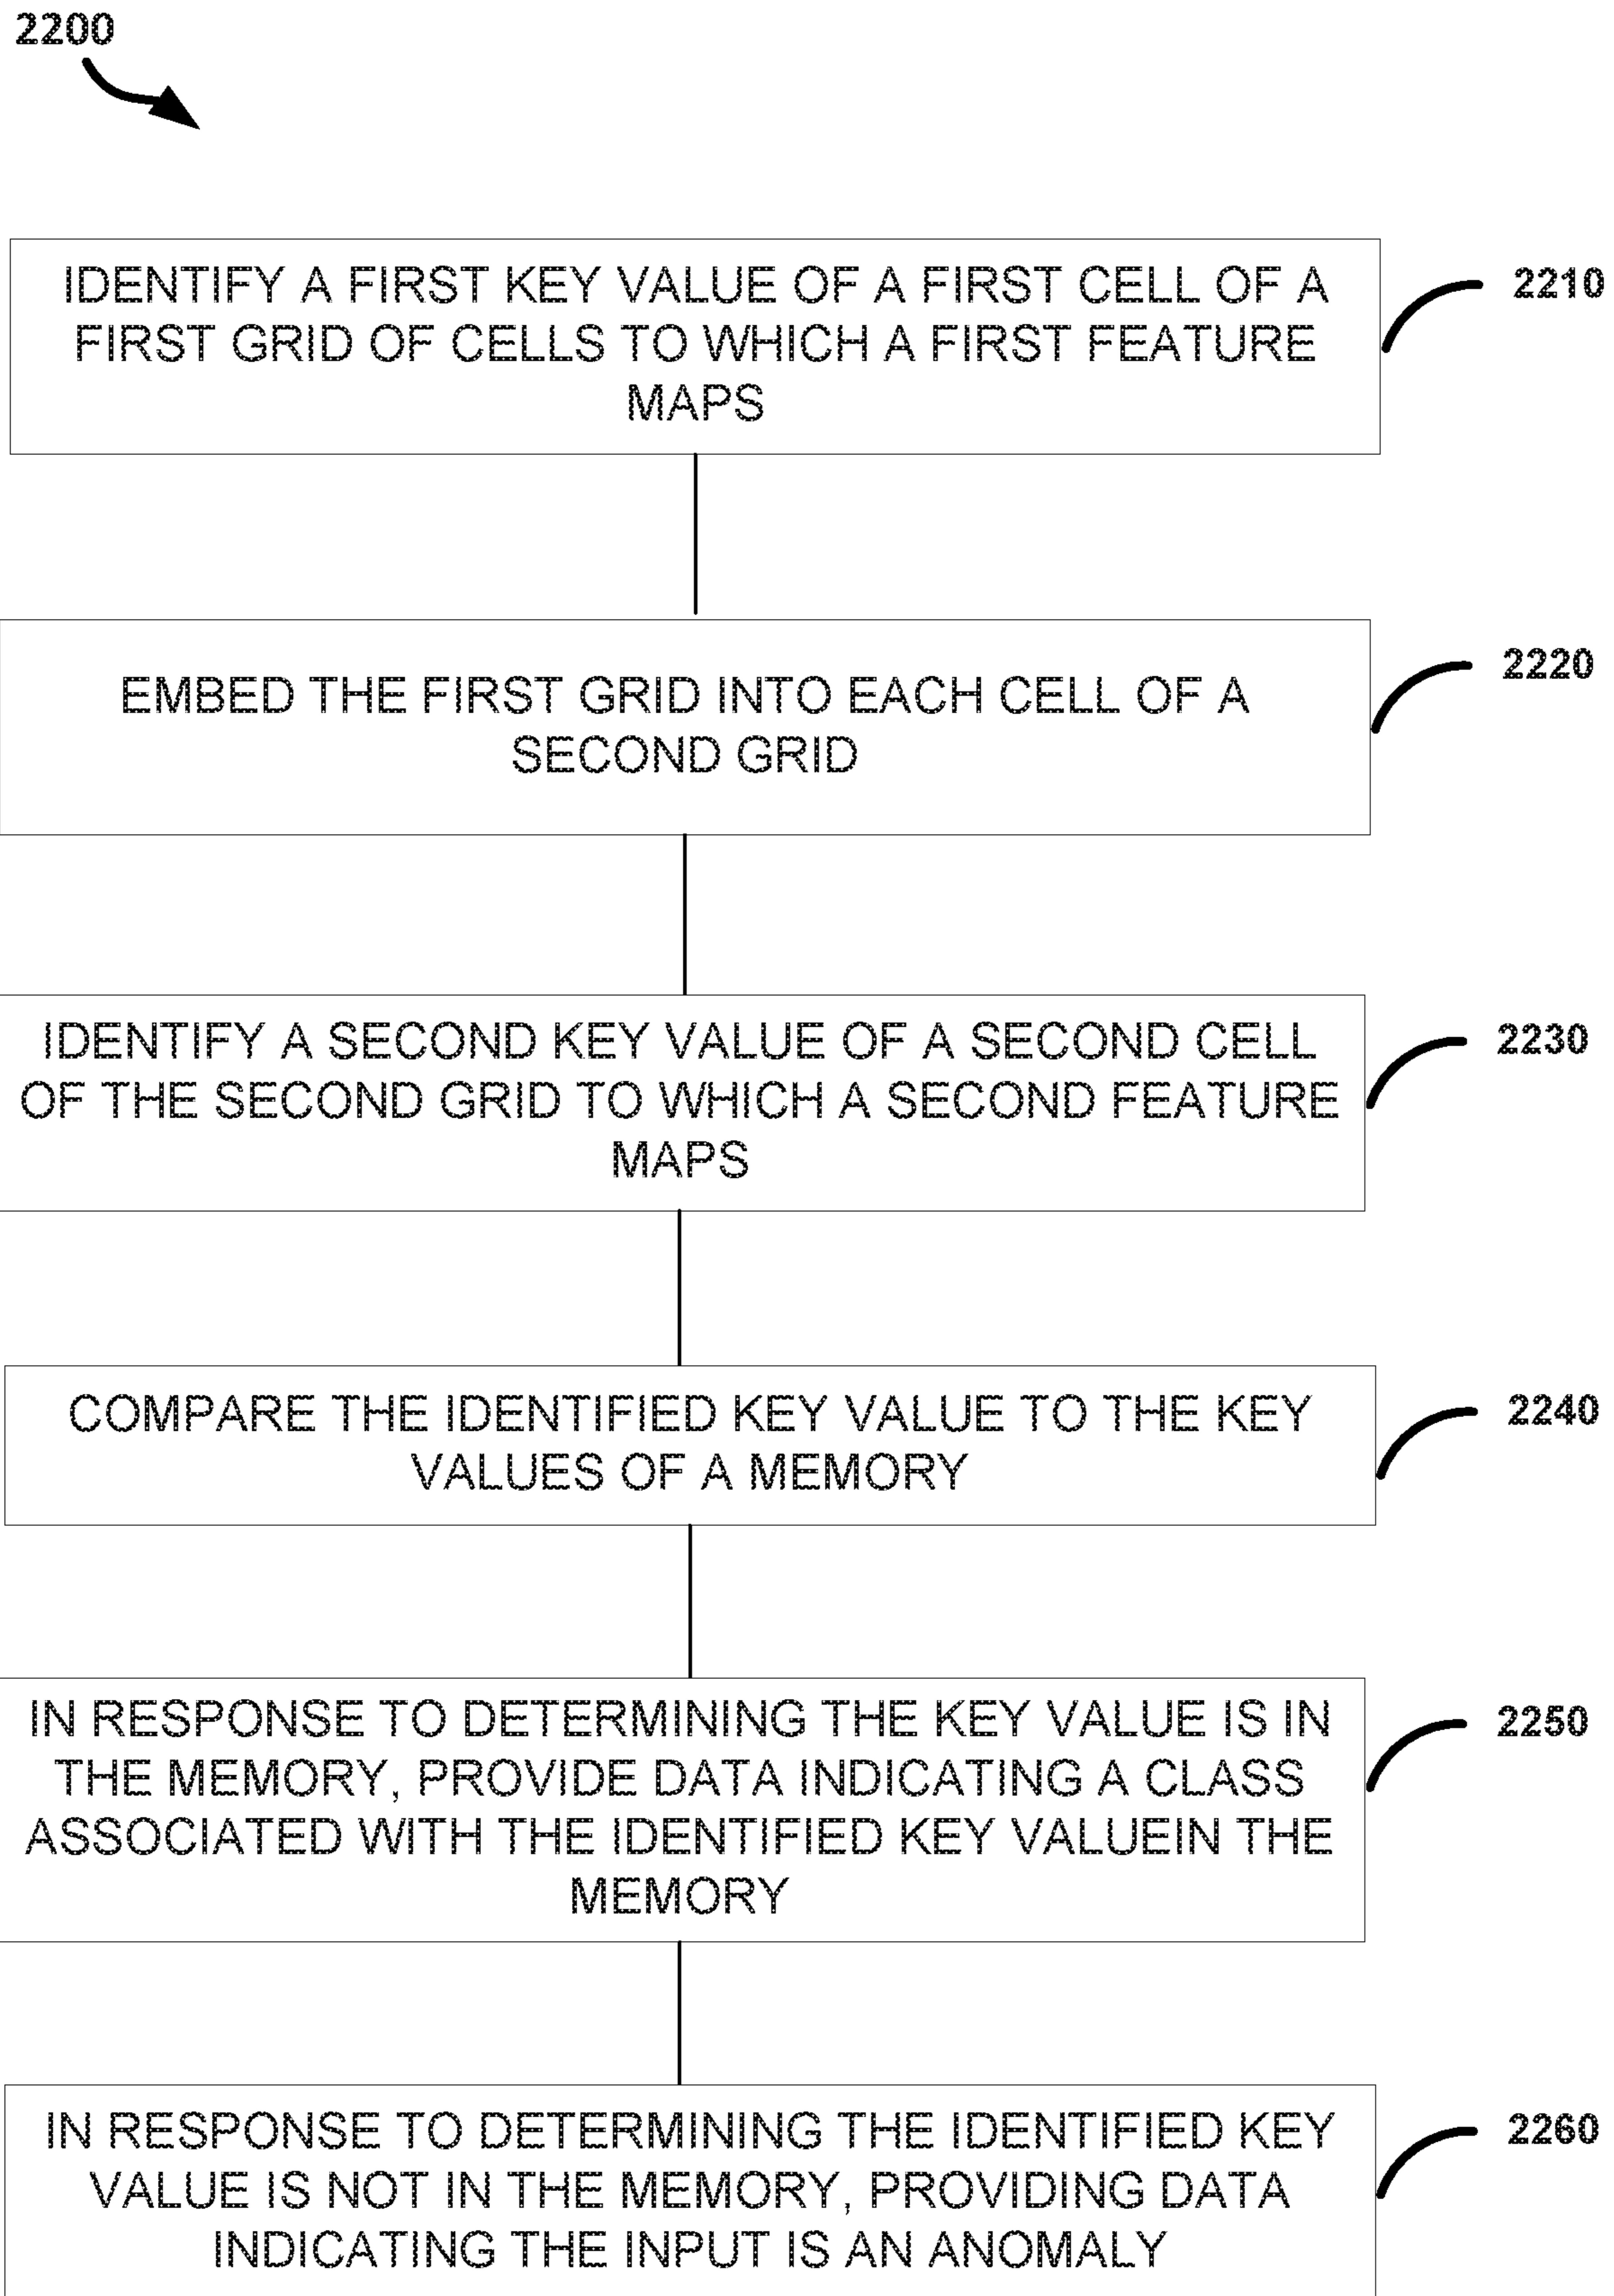 2200
IDENTIFY A FIRST KEY VALUE OF A FIRST CELL OF A
FIRST GRID OF CELLS TO WHICH A FIRST FEATURE
MAPS
2210
EMBED THE FIRST GRID INTO EACH CELL OF A
SECOND GRID
2220
IDENTIFY A SECOND KEY VALUE OF A SECOND CELL
OF THE SECOND GRID TO WHICH A SECOND FEATURE
MAPS
2230
COMPARE THE IDENTIFIED KEY VALUE TO THE KEY
VALUES OF A MEMORY
2240
IN RESPONSE TO DETERMINING THE KEY VALUE IS IN
THE MEMORY, PROVIDE DATA INDICATING A CLASS
ASSOCIATED WITH THE IDENTIFIED KEY VALUEIN THE
MEMORY
2250
IN RESPONSE TO DETERMINING THE IDENTIFIED KEY
VALUE IS NOT IN THE MEMORY, PROVIDING DATA
INDICATING THE INPUT IS AN ANOMALY
2260